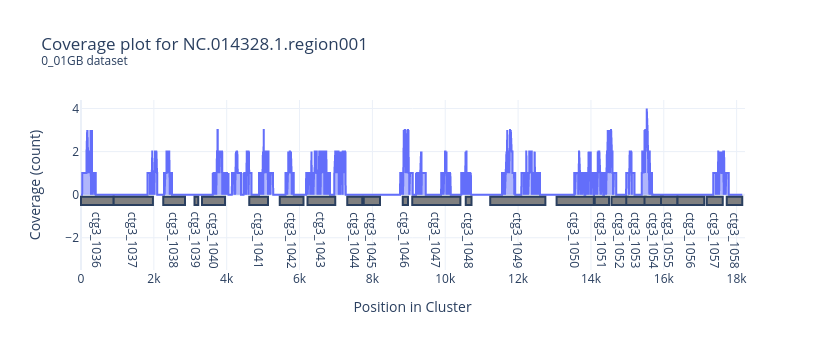 Coverage plot for NC.014328.1.region001
0_01GB dataset
4
2
0
−2
Coverage (count)
ctg3_1036
ctg3_1037
ctg3_1038
ctg3_1039
ctg3_1040
ctg3_1041
ctg3_1042
ctg3_1043
ctg3_1044
ctg3_1045
ctg3_1046
ctg3_1047
ctg3_1048
ctg3_1049
ctg3_1050
ctg3_1051
ctg3_1052
ctg3_1053
ctg3_1054
ctg3_1055
ctg3_1056
ctg3_1057
ctg3_1058
0 2k 4k 6k 8k 10k 12k 14k 16k 18k
Position in Cluster